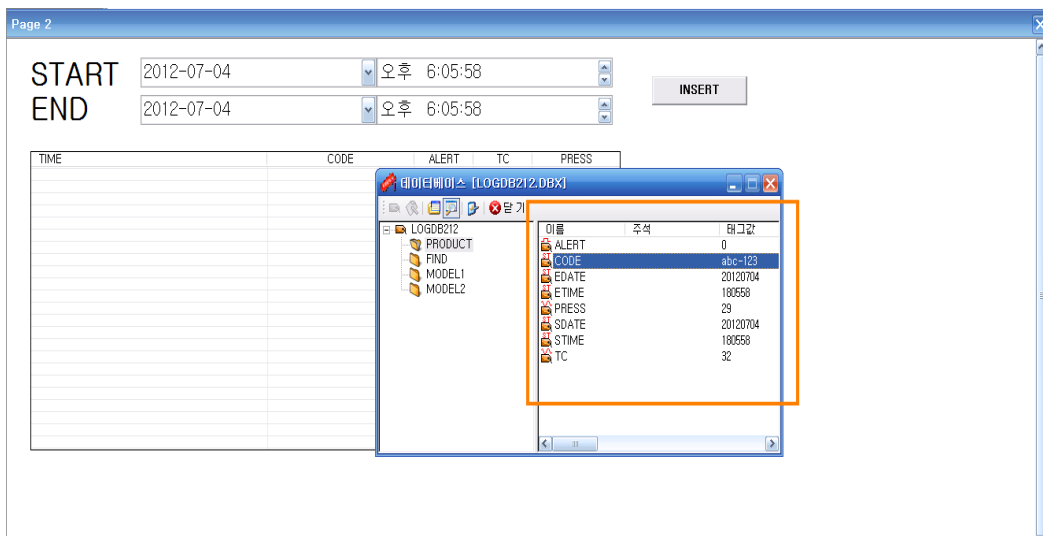 Page 2
START 2012-07-04 오후 6:05:58
INSERT
END 2012-07-04 오후 6:05:58
TIME CODE ALERT TC PRESS
데이터베이스 [LOGDB212.DBX]
닫기
LOGDB212
PRODUCT
FIND
MODEL1
MODEL2
이름 주석 태그값
ALERT 0
CODE abc-123
EDATE 20120704
ETIME 180558
PRESS 29
SDATE 20120704
STIME 180558
TC 32